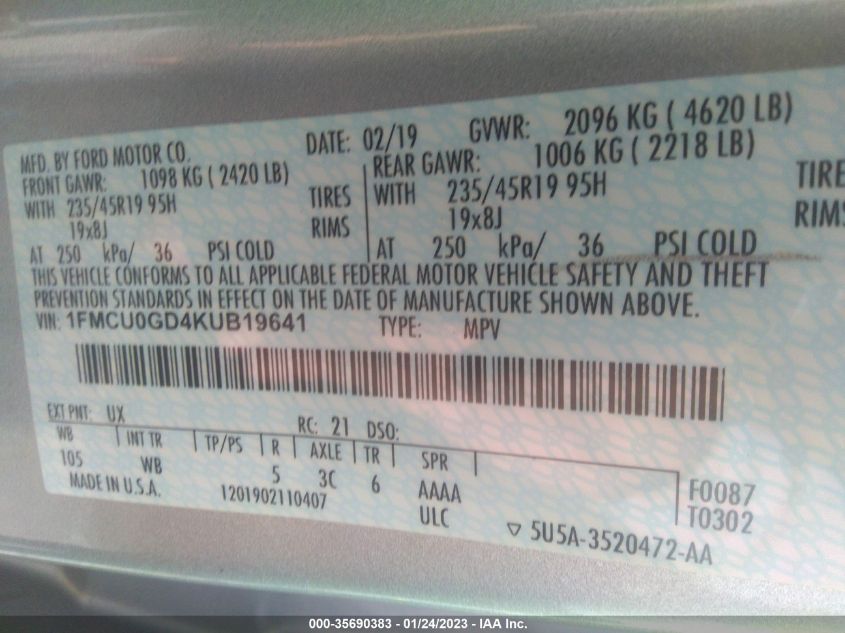 MFD. BY FORD MOTOR CO. DATE: 02/19 GVWR: 2096 KG ( 4620 LB)
FRONT GAWR: 1098 KG ( 2420 LB) REAR GAWR: 1006 KG ( 2218 LB)
WITH 235/45R19 95H TIRES WITH 235/45R19 95H TIRE
19x8J RIMS 19x8J RIMS
AT 250 kPa/ 36 PSI COLD AT 250 kPa/ 36 PSI COLD
THIS VEHICLE CONFORMS TO ALL APPLICABLE FEDERAL MOTOR VEHICLE SAFETY AND THEFT
PREVENTION STANDARDS IN EFFECT ON THE DATE OF MANUFACTURE SHOWN ABOVE.
VIN: 1FMCU0GD4KUB19641 TYPE: MPV
EXT PNT: UX RC: 21 DSO:
WB INT TR TP/PS R AXLE TR SPR
105 WB 5 3C 6 AAAA F0087
MADE IN U.S.A. 1201902110407 ULC T0302
▽ 5U5A-3520472-AA
000-35690383 - 01/24/2023 - IAA Inc.